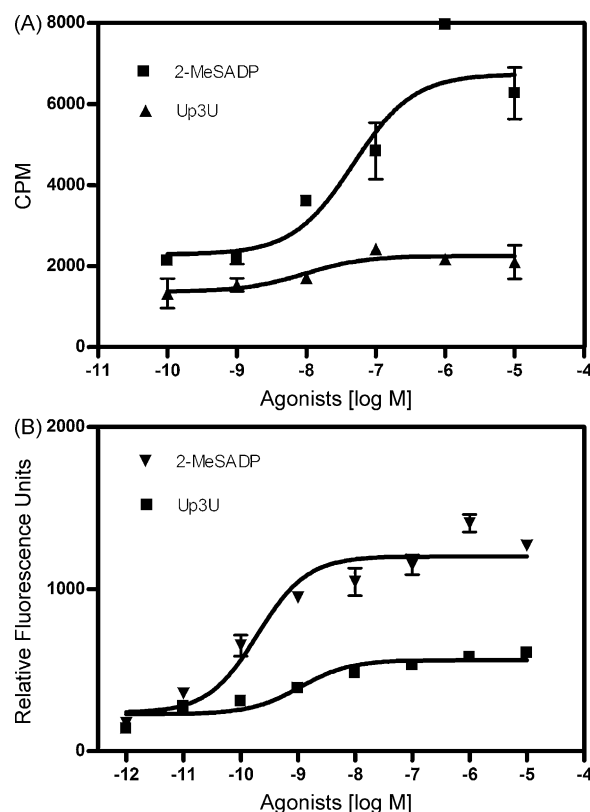 (A)
8000
6000
4000
2000
0
CPM
2-MeSADP
Up3U
-11 -10 -9 -8 -7 -6 -5 -4
Agonists [log M]
(B)
2000
1000
0
Relative Fluorescence Units
2-MeSADP
Up3U
-12 -11 -10 -9 -8 -7 -6 -5 -4
Agonists [log M]